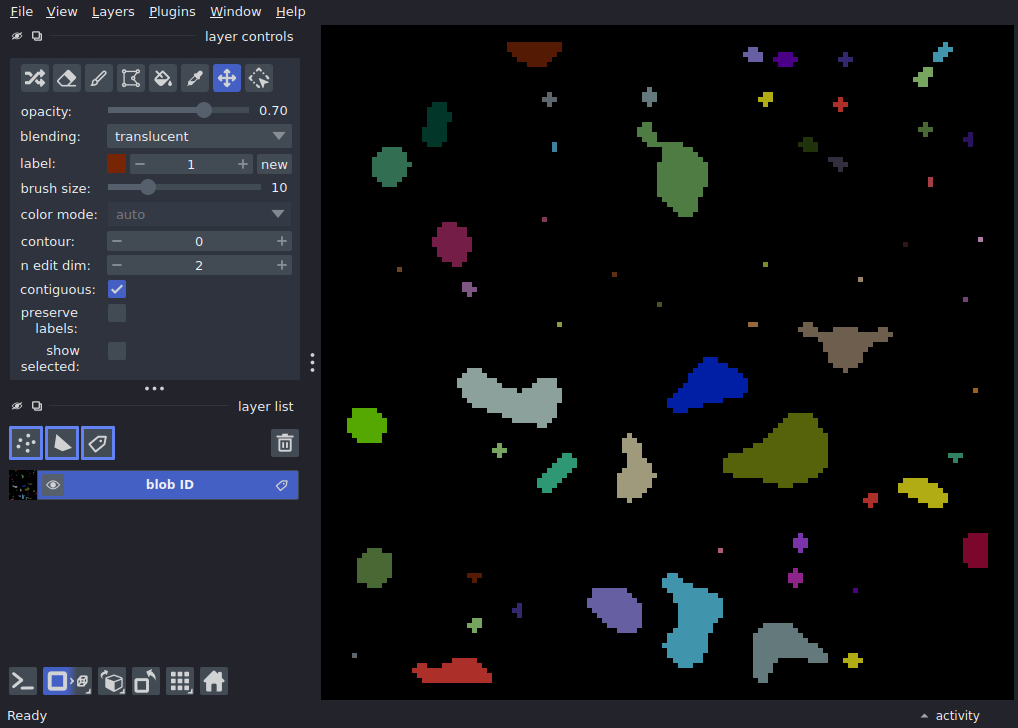 File View Layers Plugins Window Help
layer controls
opacity: 0.70
blending: translucent
label: 1 new
brush size: 10
color mode: auto
contour: 0
n edit dim: 2
contiguous:
preserve
labels:
show
selected:
layer list
blob ID
Ready activity